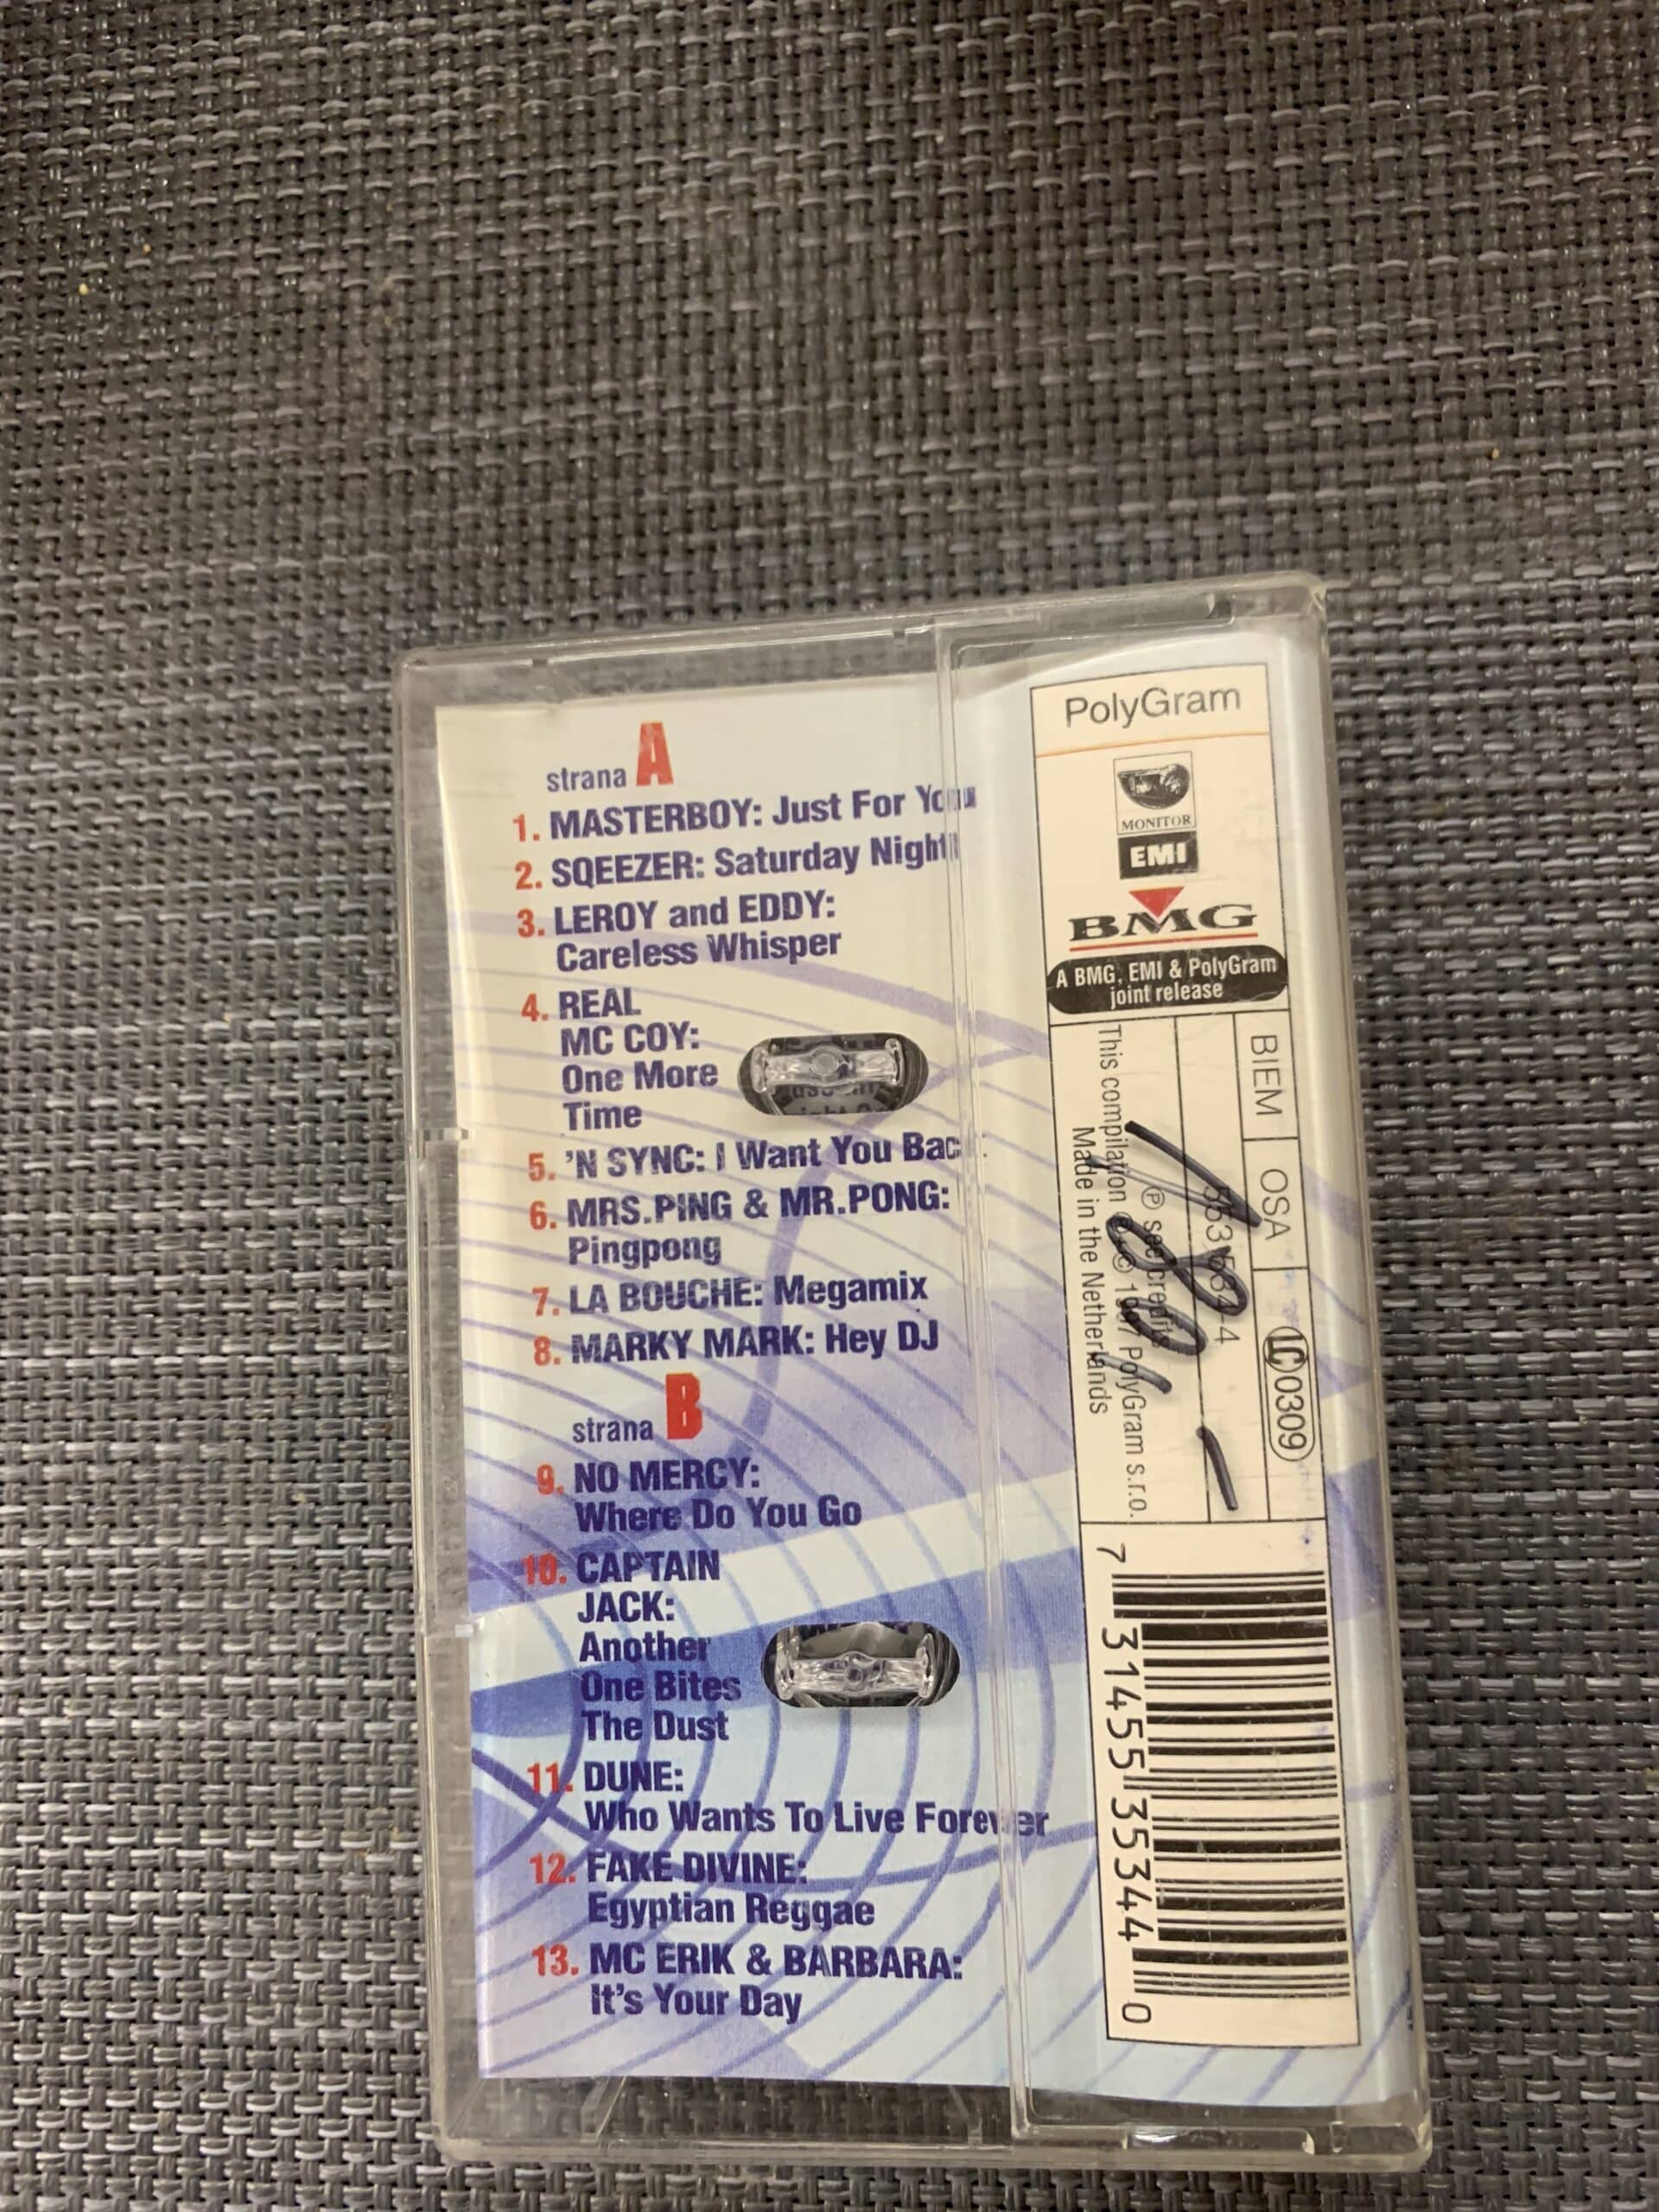 strana A
1. MASTERBOY: Just For You
2. SQEEZER: Saturday Night
3. LEROY and EDDY:
Careless Whisper
4. REAL
MC COY:
One More
Time
5. 'N SYNC: I Want You Back
6. MRS.PING & MR.PONG:
Pingpong
7. LA BOUCHE: Megamix
8. MARKY MARK: Hey DJ
strana B
9. NO MERCY:
Where Do You Go
10. CAPTAIN
JACK:
Another
One Bites
The Dust
11. DUNE:
Who Wants To Live Forever
12. FAKE DIVINE:
Egyptian Reggae
13. MC ERIK & BARBARA:
It's Your Day
PolyGram
MONITOR
EMI
BMG
A BMG, EMI & PolyGram
joint release
BIEM OSA LC 0309
℗ see credits
This compilation ℗ © 1997 PolyGram s.r.o.
Made in the Netherlands
7 31455 35344 0